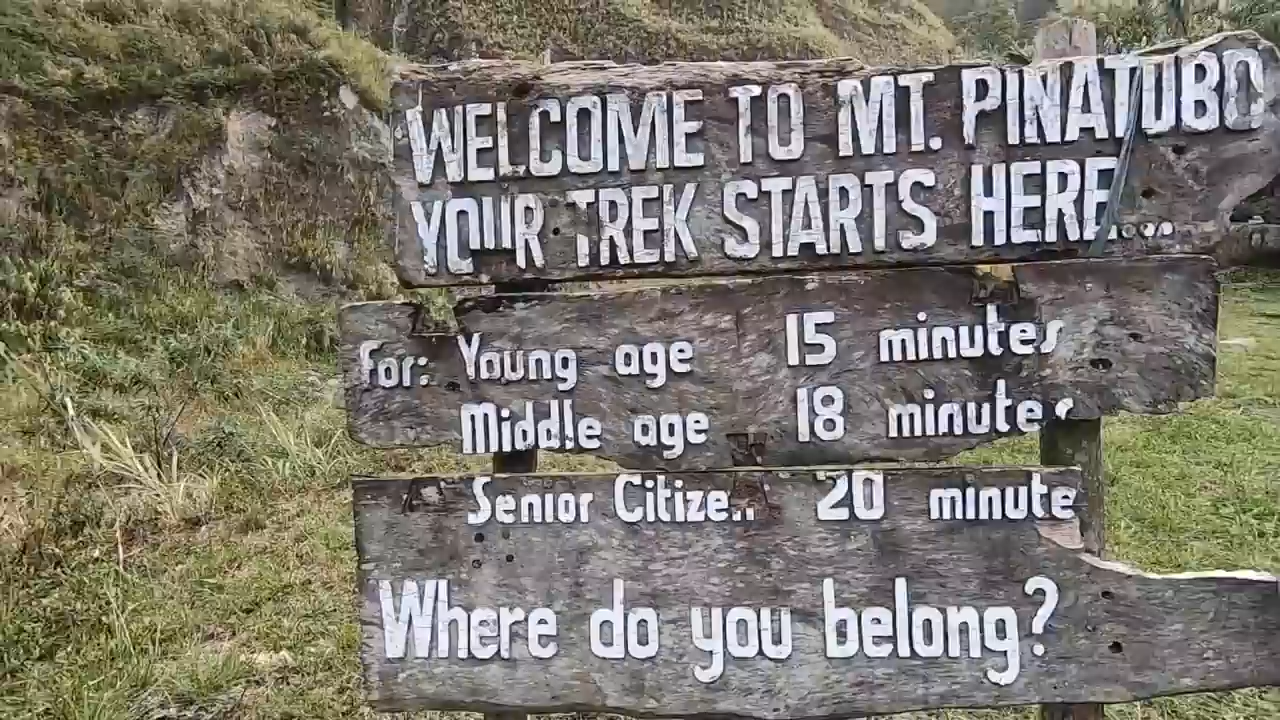 WELCOME TO MT. PINATUBO
YOUR TREK STARTS HERE...
For: Young age 15 minutes
Middle age 18 minutes
Senior Citize.. 20 minute
Where do you belong?